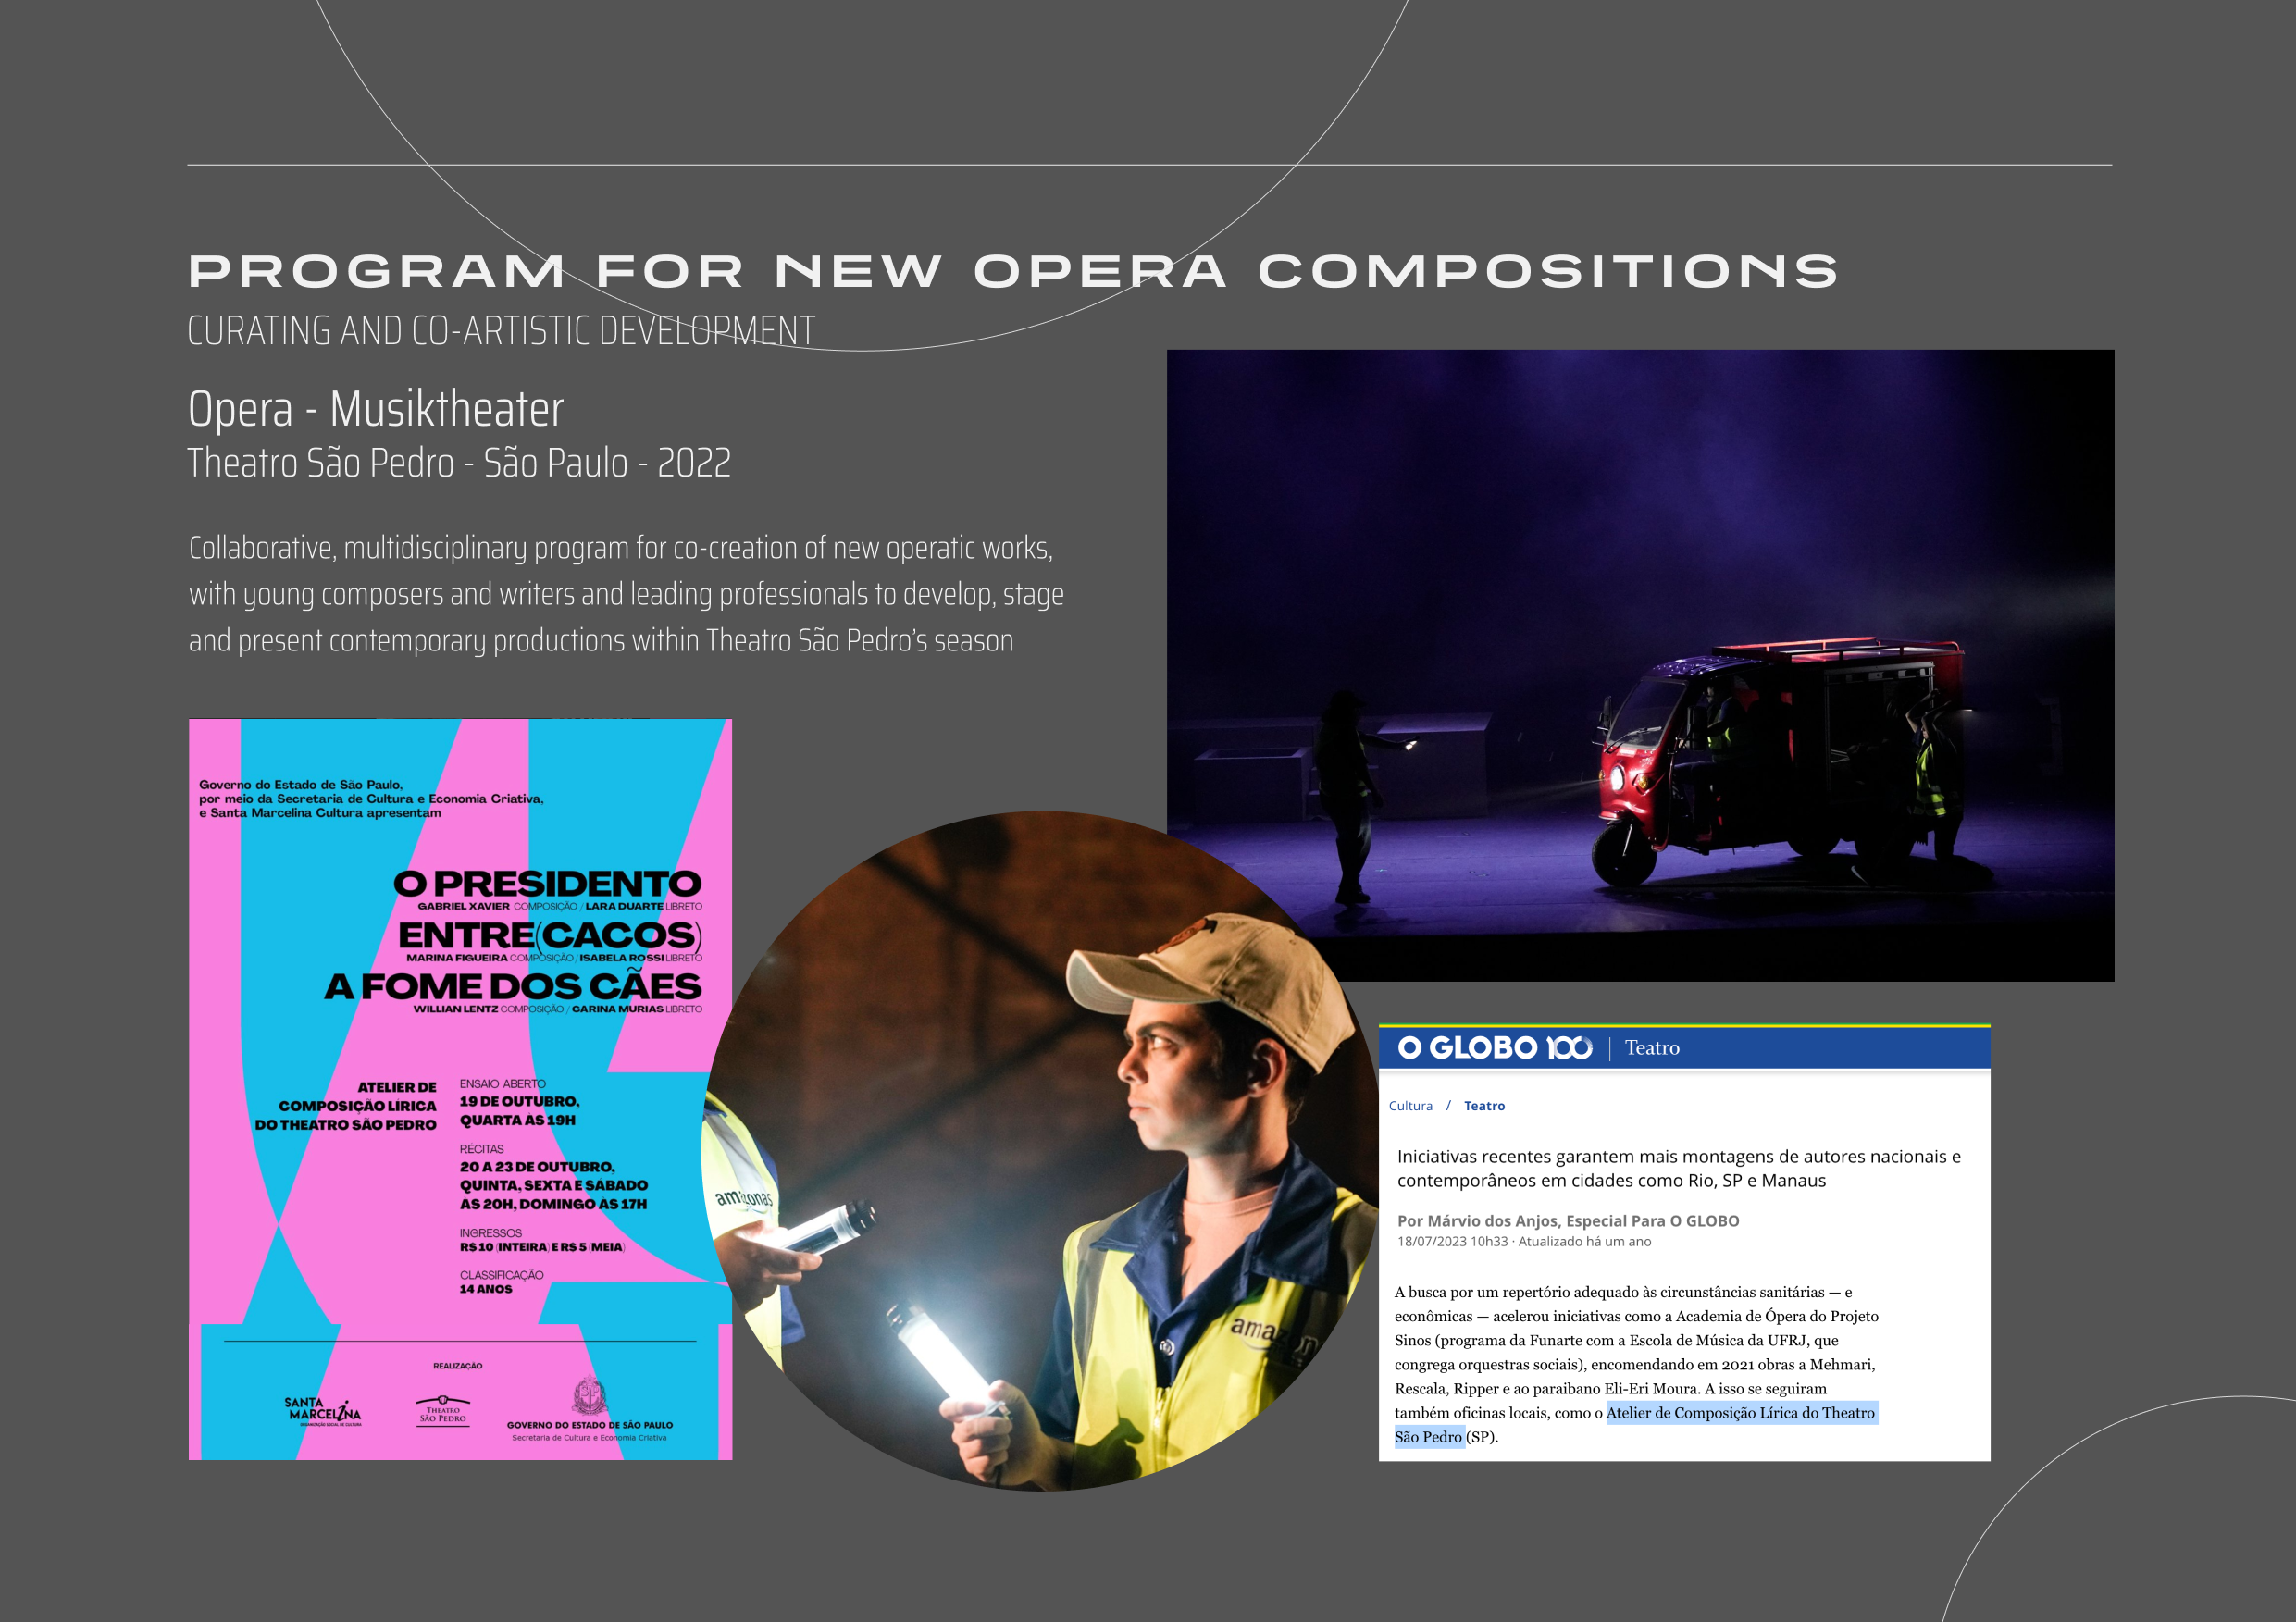 PROGRAM FOR NEW OPERA COMPOSITIONS
CURATING AND CO-ARTISTIC DEVELOPMENT
Opera - Musiktheater
Theatro São Pedro - São Paulo - 2022
Collaborative, multidisciplinary program for co-creation of new operatic works,
with young composers and writers and leading professionals to develop, stage
and present contemporary productions within Theatro São Pedro’s season
Governo do Estado de São Paulo,
por meio da Secretaria de Cultura e Economia Criativa,
e Santa Marcelina Cultura apresentam
O PRESIDENTO
GABRIEL XAVIER COMPOSIÇÃO / LARA DUARTE LIBRETO
ENTRE(CACOS)
MARINA FIGUEIRA COMPOSIÇÃO / ISABELA ROSSI LIBRETO
A FOME DOS CÃES
WILLIAN LENTZ COMPOSIÇÃO / CARINA MURIAS LIBRETO
ATELIER DE
COMPOSIÇÃO LÍRICA
DO THEATRO SÃO PEDRO
ENSAIO ABERTO
19 DE OUTUBRO,
QUARTA ÀS 19H
RÉCITAS
20 A 23 DE OUTUBRO,
QUINTA, SEXTA E SÁBADO
ÀS 20H, DOMINGO ÀS 17H
INGRESSOS
R$ 10 (INTEIRA) E R$ 5 (MEIA)
CLASSIFICAÇÃO
14 ANOS
REALIZAÇÃO
SANTA
MARCELINA
ORGANIZAÇÃO SOCIAL DE CULTURA
THEATRO
SÃO PEDRO
GOVERNO DO ESTADO DE SÃO PAULO
Secretaria de Cultura e Economia Criativa
amazonas
amazon
O GLOBO 100 | Teatro
Cultura / Teatro
Iniciativas recentes garantem mais montagens de autores nacionais e
contemporâneos em cidades como Rio, SP e Manaus
Por Márvio dos Anjos, Especial Para O GLOBO
18/07/2023 10h33 · Atualizado há um ano
A busca por um repertório adequado às circunstâncias sanitárias — e
econômicas — acelerou iniciativas como a Academia de Ópera do Projeto
Sinos (programa da Funarte com a Escola de Música da UFRJ, que
congrega orquestras sociais), encomendando em 2021 obras a Mehmari,
Rescala, Ripper e ao paraibano Eli-Eri Moura. A isso se seguiram
também oficinas locais, como o Atelier de Composição Lírica do Theatro
São Pedro (SP).